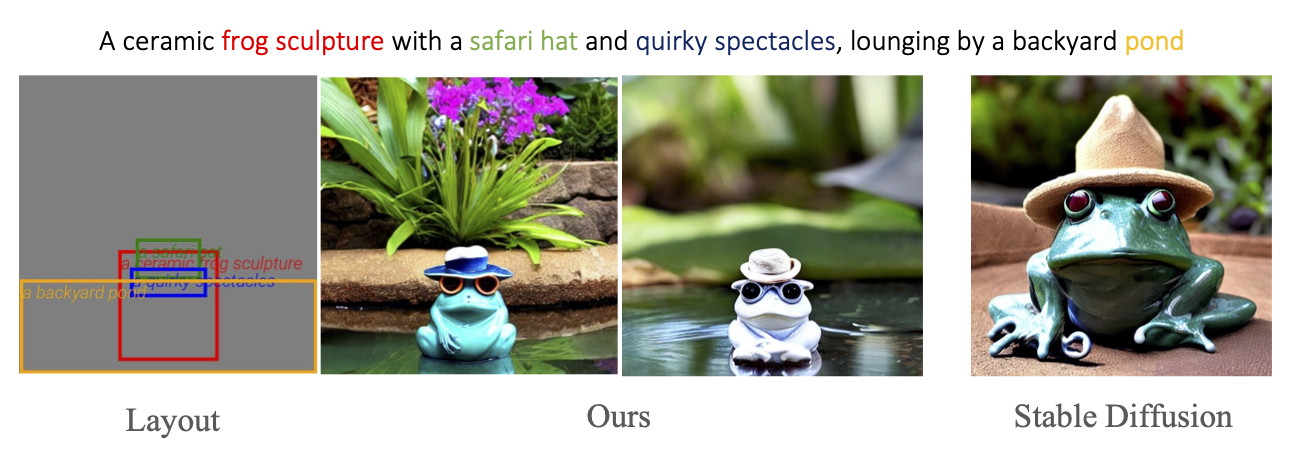 A ceramic frog sculpture with a safari hat and quirky spectacles, lounging by a backyard pond
a safari hat
a ceramic frog sculpture
a quirky spectacles
a backyard pond
Layout
Ours
Stable Diffusion